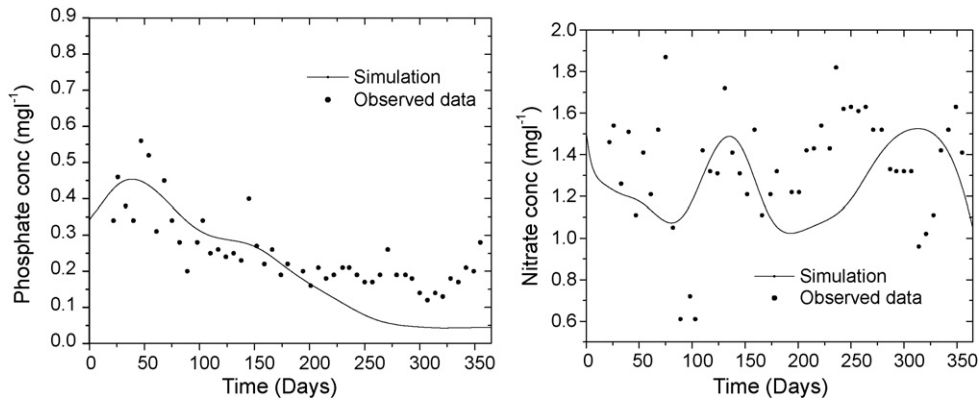 0.9
0.8
0.7
0.6
0.5
0.4
0.3
0.2
0.1
0.0
Phosphate conc (mgl⁻¹)
Simulation
Observed data
0 50 100 150 200 250 300 350
Time (Days)
2.0
1.8
1.6
1.4
1.2
1.0
0.8
0.6
Nitrate conc (mgl⁻¹)
Simulation
Observed data
0 50 100 150 200 250 300 350
Time (Days)